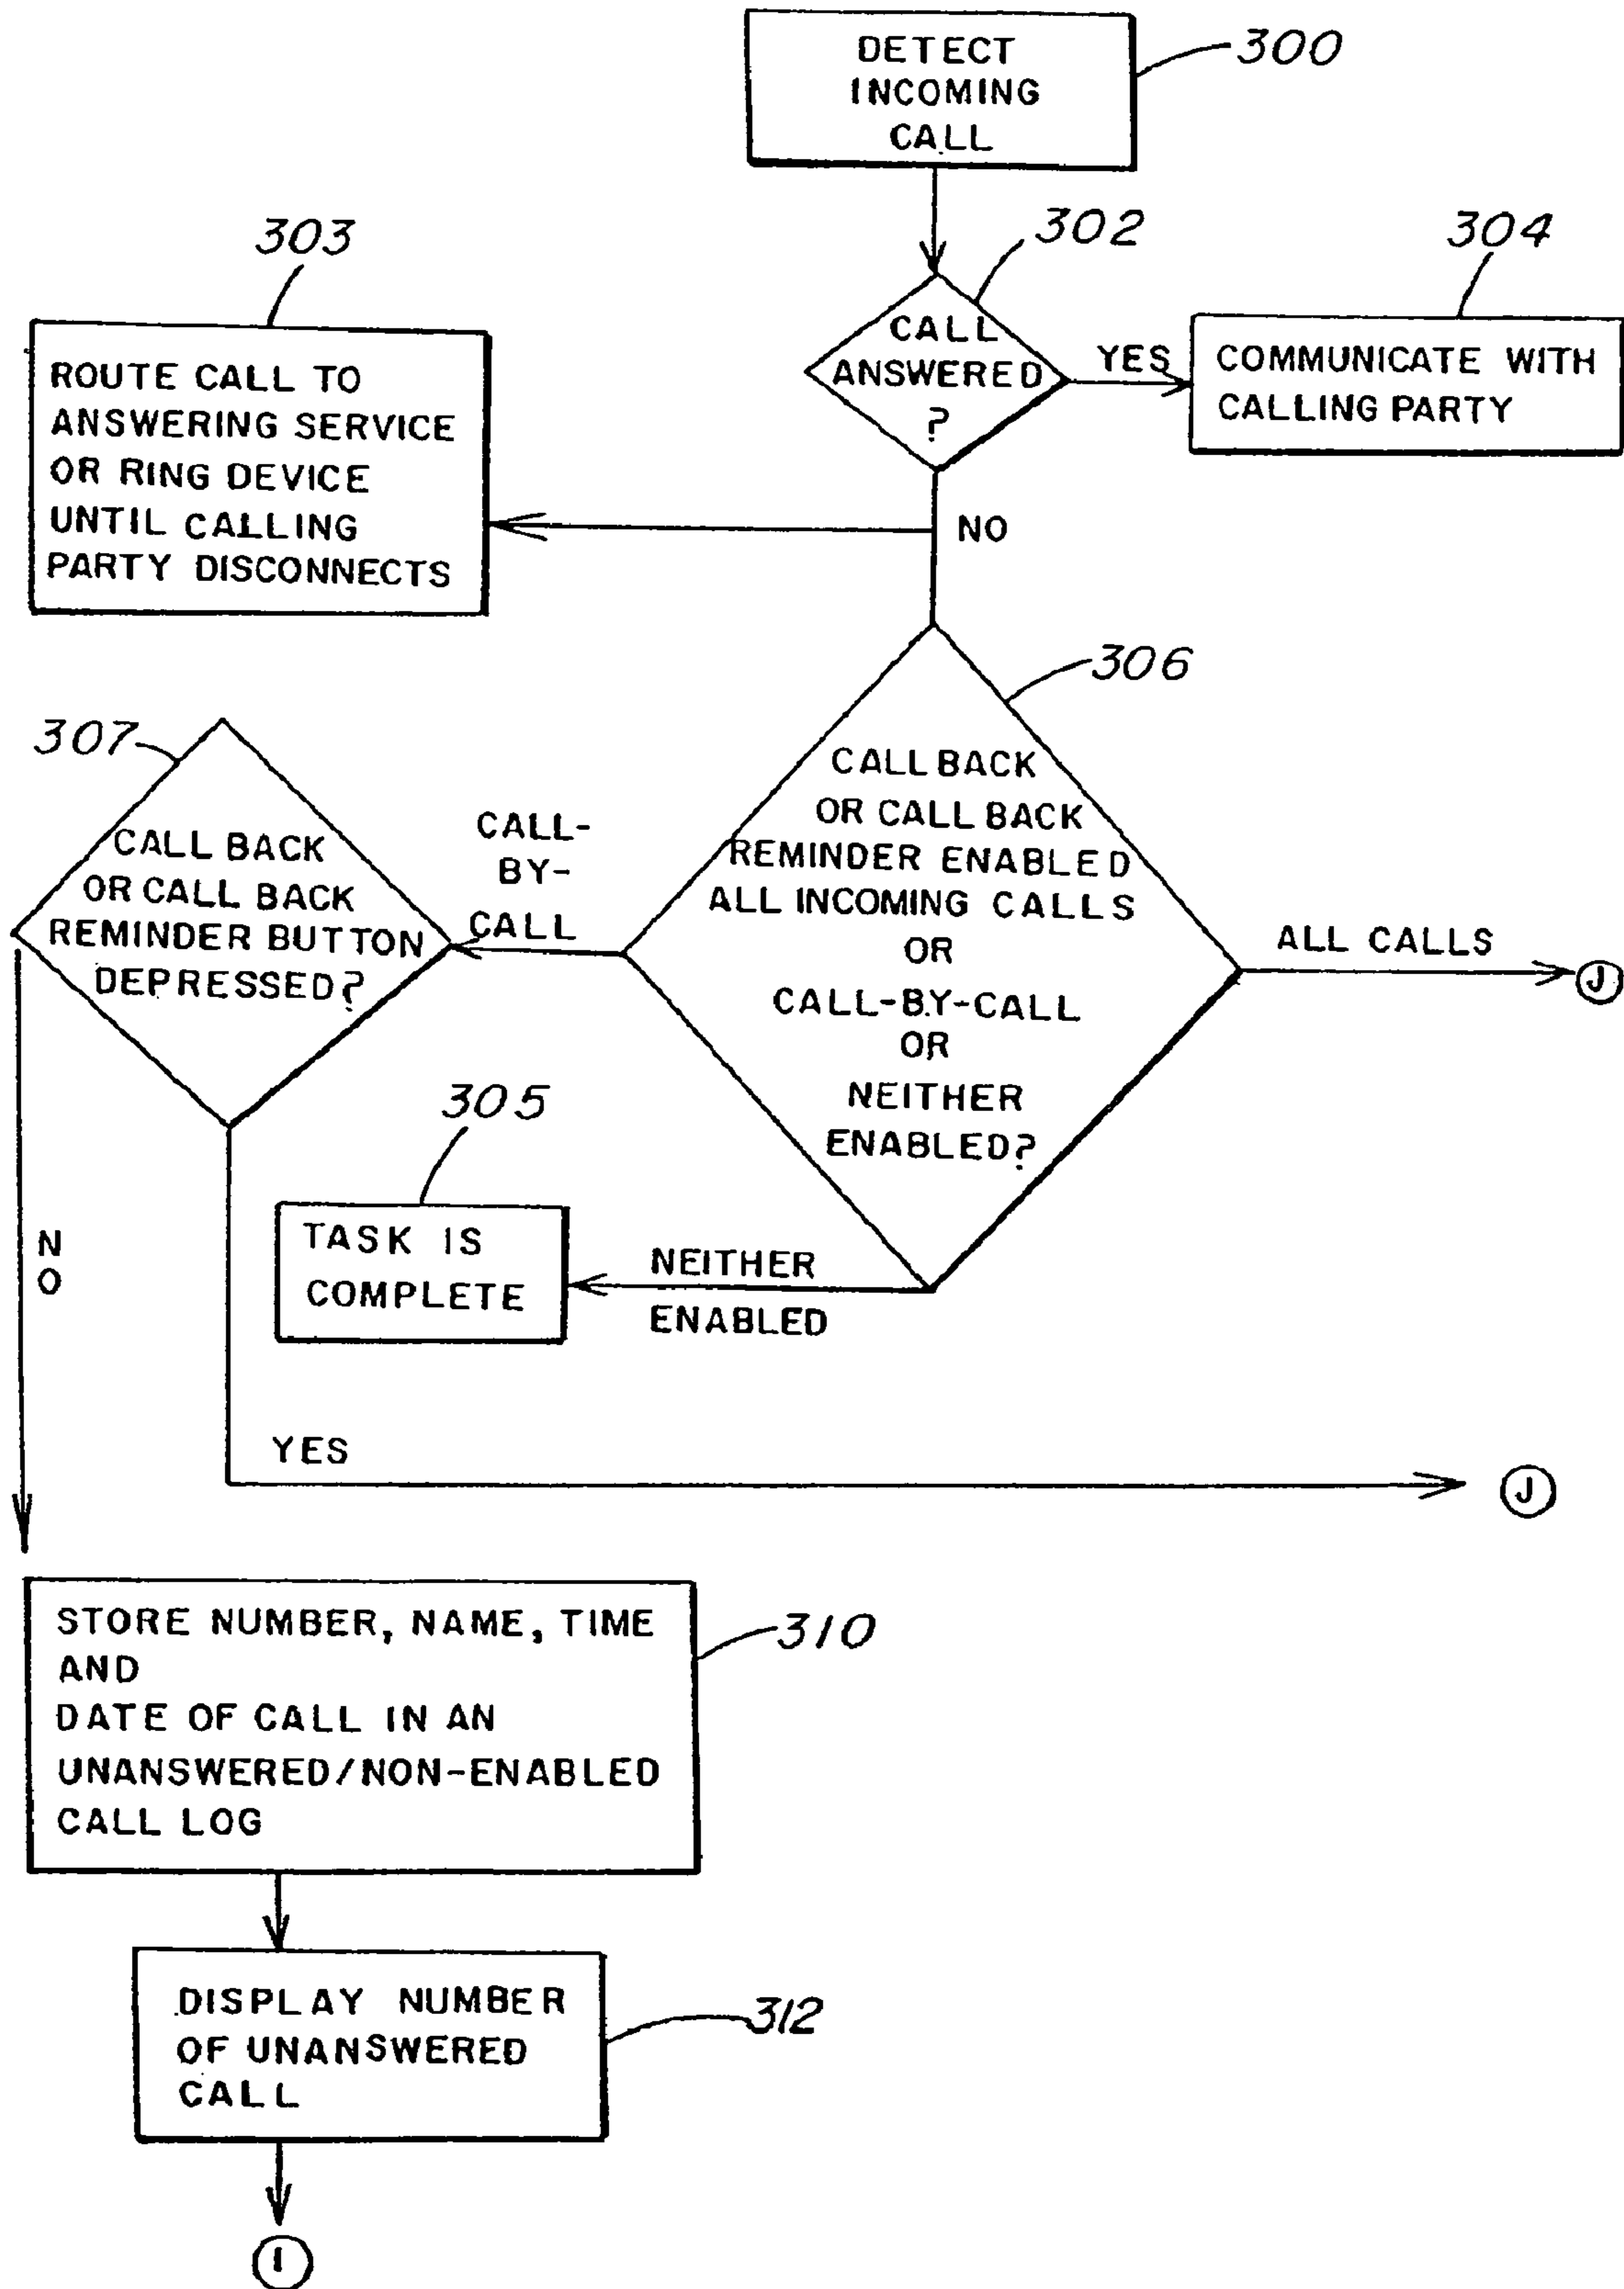 DETECT
INCOMING
CALL
300
302
CALL
ANSWERED
?
YES
304
COMMUNICATE WITH
CALLING PARTY
303
ROUTE CALL TO
ANSWERING SERVICE
OR RING DEVICE
UNTIL CALLING
PARTY DISCONNECTS
NO
306
CALL BACK
OR CALL BACK
REMINDER ENABLED
ALL INCOMING CALLS
OR
CALL-BY-CALL
OR
NEITHER
ENABLED?
ALL CALLS
J
CALL-
BY-
CALL
307
CALL BACK
OR CALL BACK
REMINDER BUTTON
DEPRESSED?
305
TASK IS
COMPLETE
NEITHER
ENABLED
N
O
YES
J
STORE NUMBER, NAME, TIME
AND
DATE OF CALL IN AN
UNANSWERED/NON-ENABLED
CALL LOG
310
DISPLAY NUMBER
OF UNANSWERED
CALL
312
I